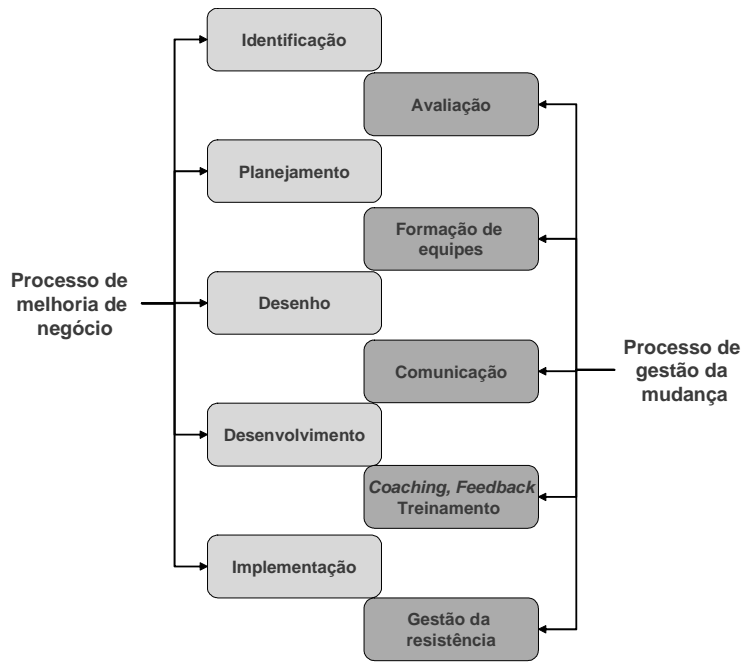 Identificação
Avaliação
Planejamento
Formação de
equipes
Processo de
melhoria de
negócio
Desenho
Comunicação
Processo de
gestão da
mudança
Desenvolvimento
Coaching, Feedback
Treinamento
Implementação
Gestão da
resistência